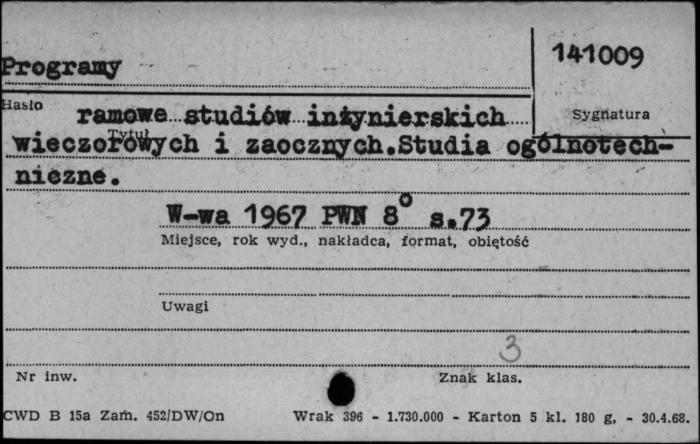 141009
Programy
Hasło
Sygnatura
ramowe studiów inżynierskich
Tytuł
wieczorowych i zaocznych.Studia ogólnotech-
niczne.
W-wa 1967 PWN 8° s.73
Miejsce, rok wyd., nakładca, format, objętość
Uwagi
3
Nr inw.
Znak klas.
CWD B 15a Zam. 452/DW/On Wrak 396 - 1.730.000 - Karton 5 kl. 180 g, - 30.4.68.